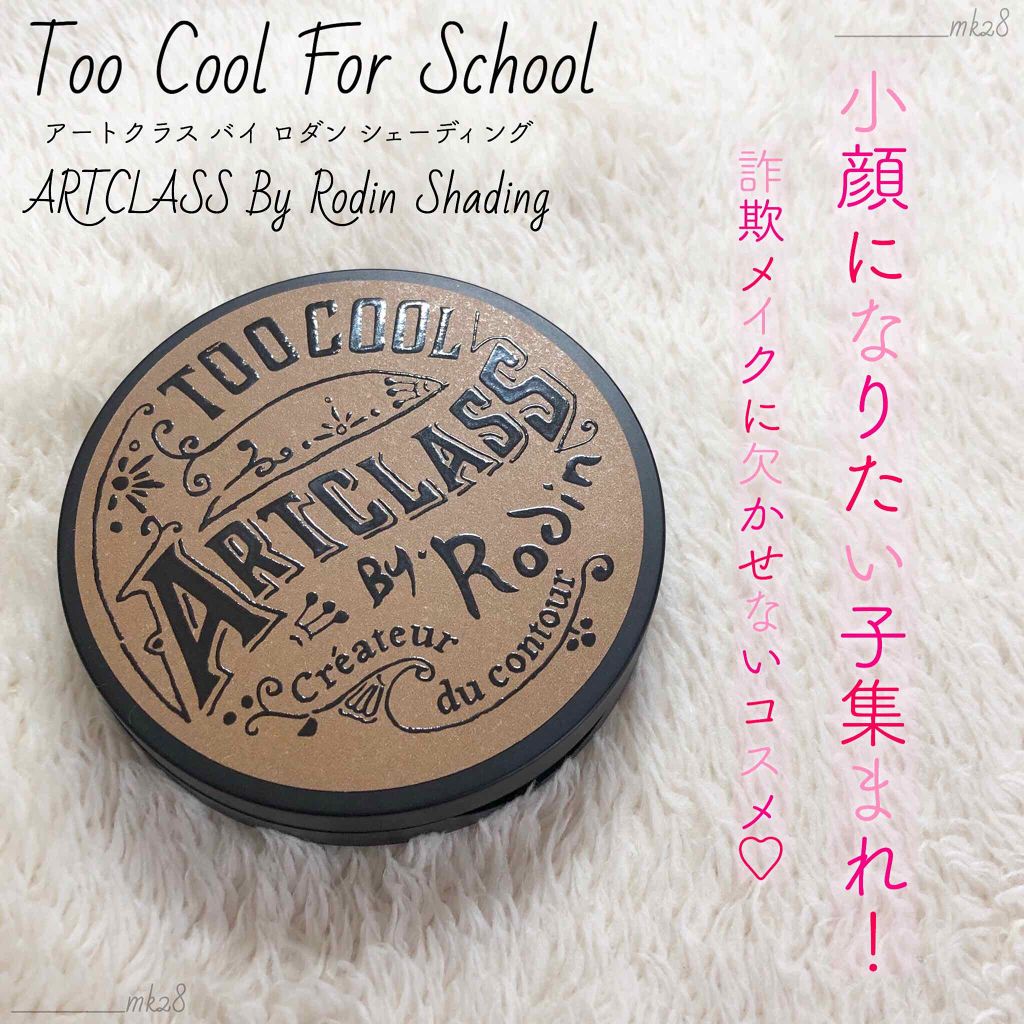 Too Cool For School
アートクラス バイ ロダン シェーディング
ARTCLASS By Rodin Shading
______mk28
小顔になりたい子集まれ!
詐欺メイクに欠かせないコスメ♡
TOO COOL
ARTCLASS
By Rodin
Créateur
du contour
______mk28